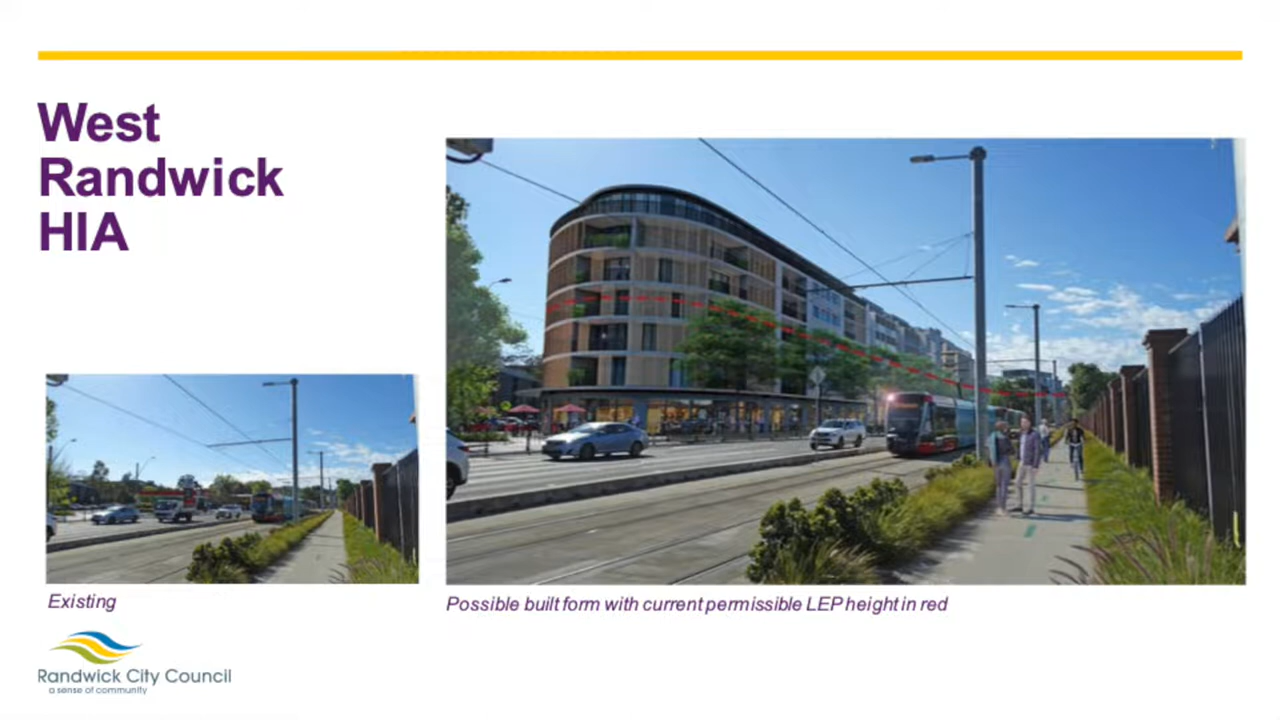 West
Randwick
HIA
Existing
Possible built form with current permissible LEP height in red
Randwick City Council
a sense of community